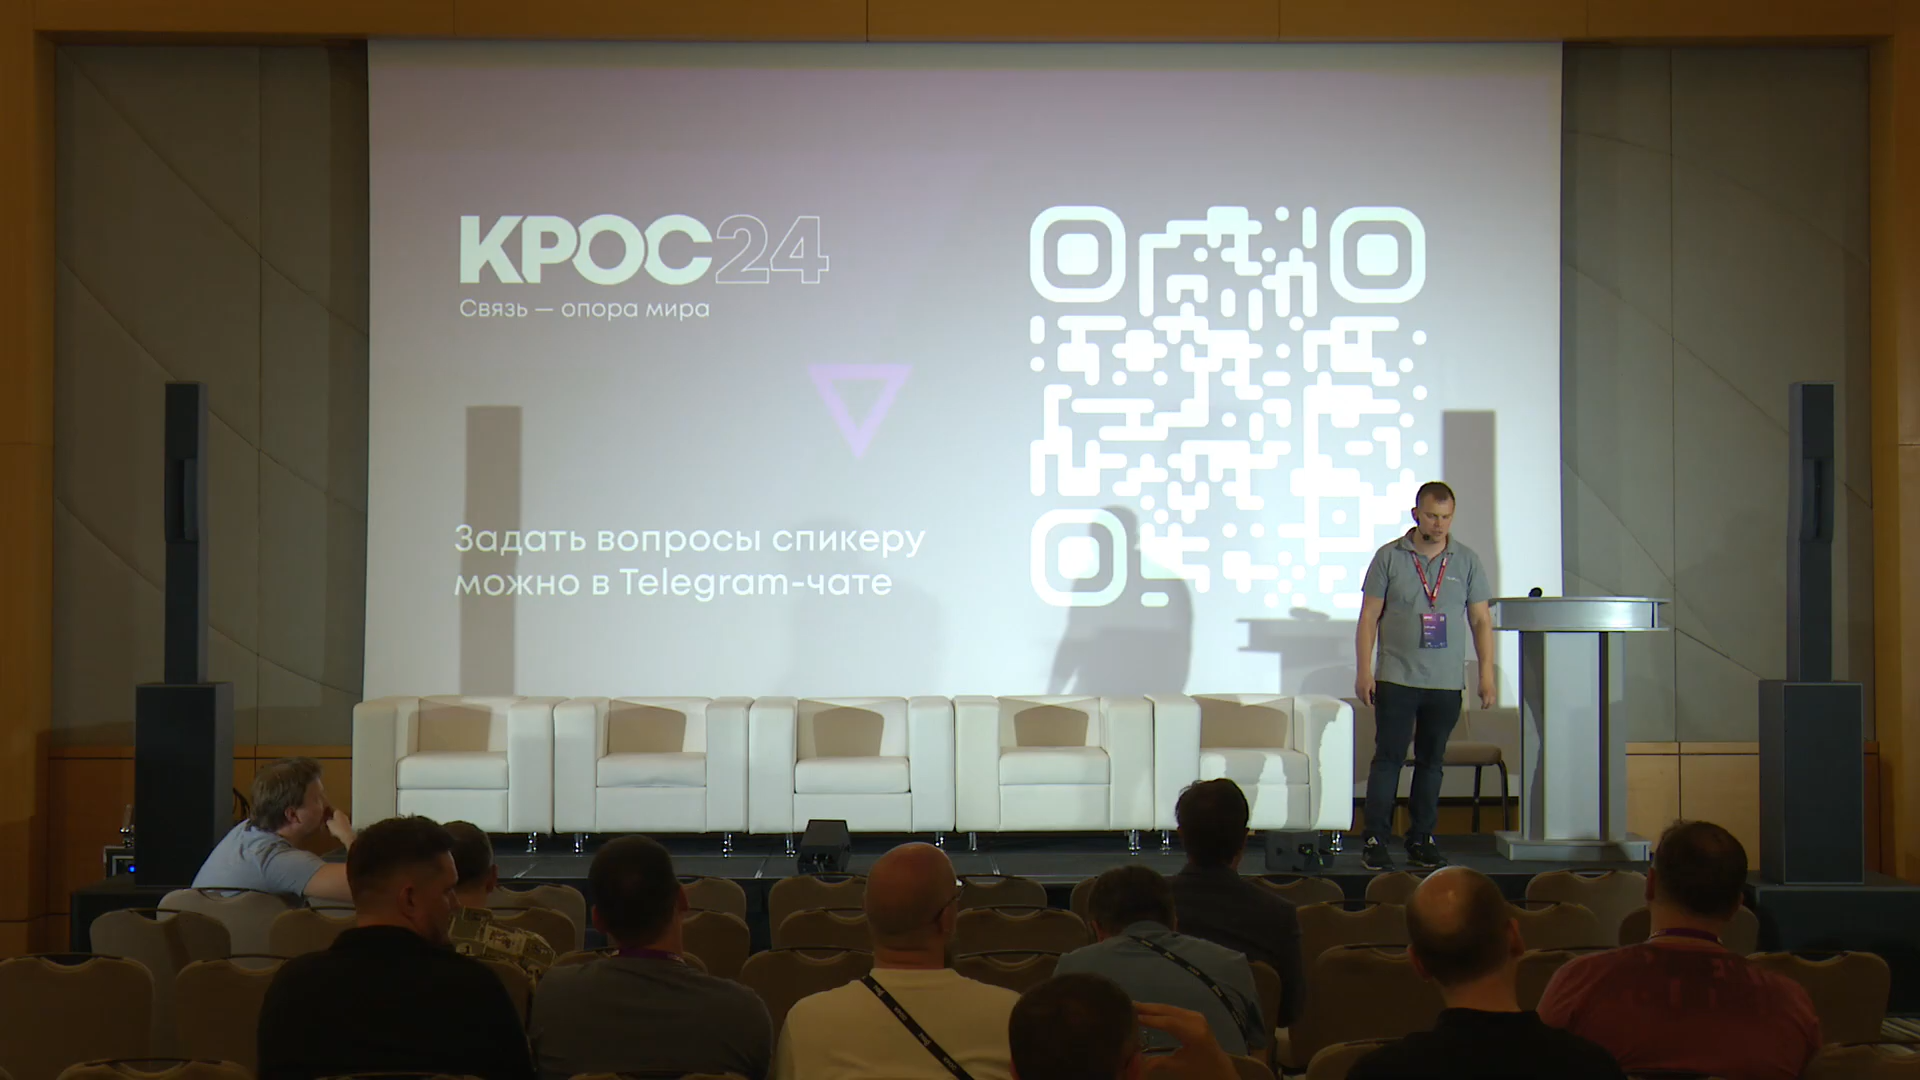 КРОС24
Связь — опора мира
Задать вопросы спикеру
можно в Telegram-чате